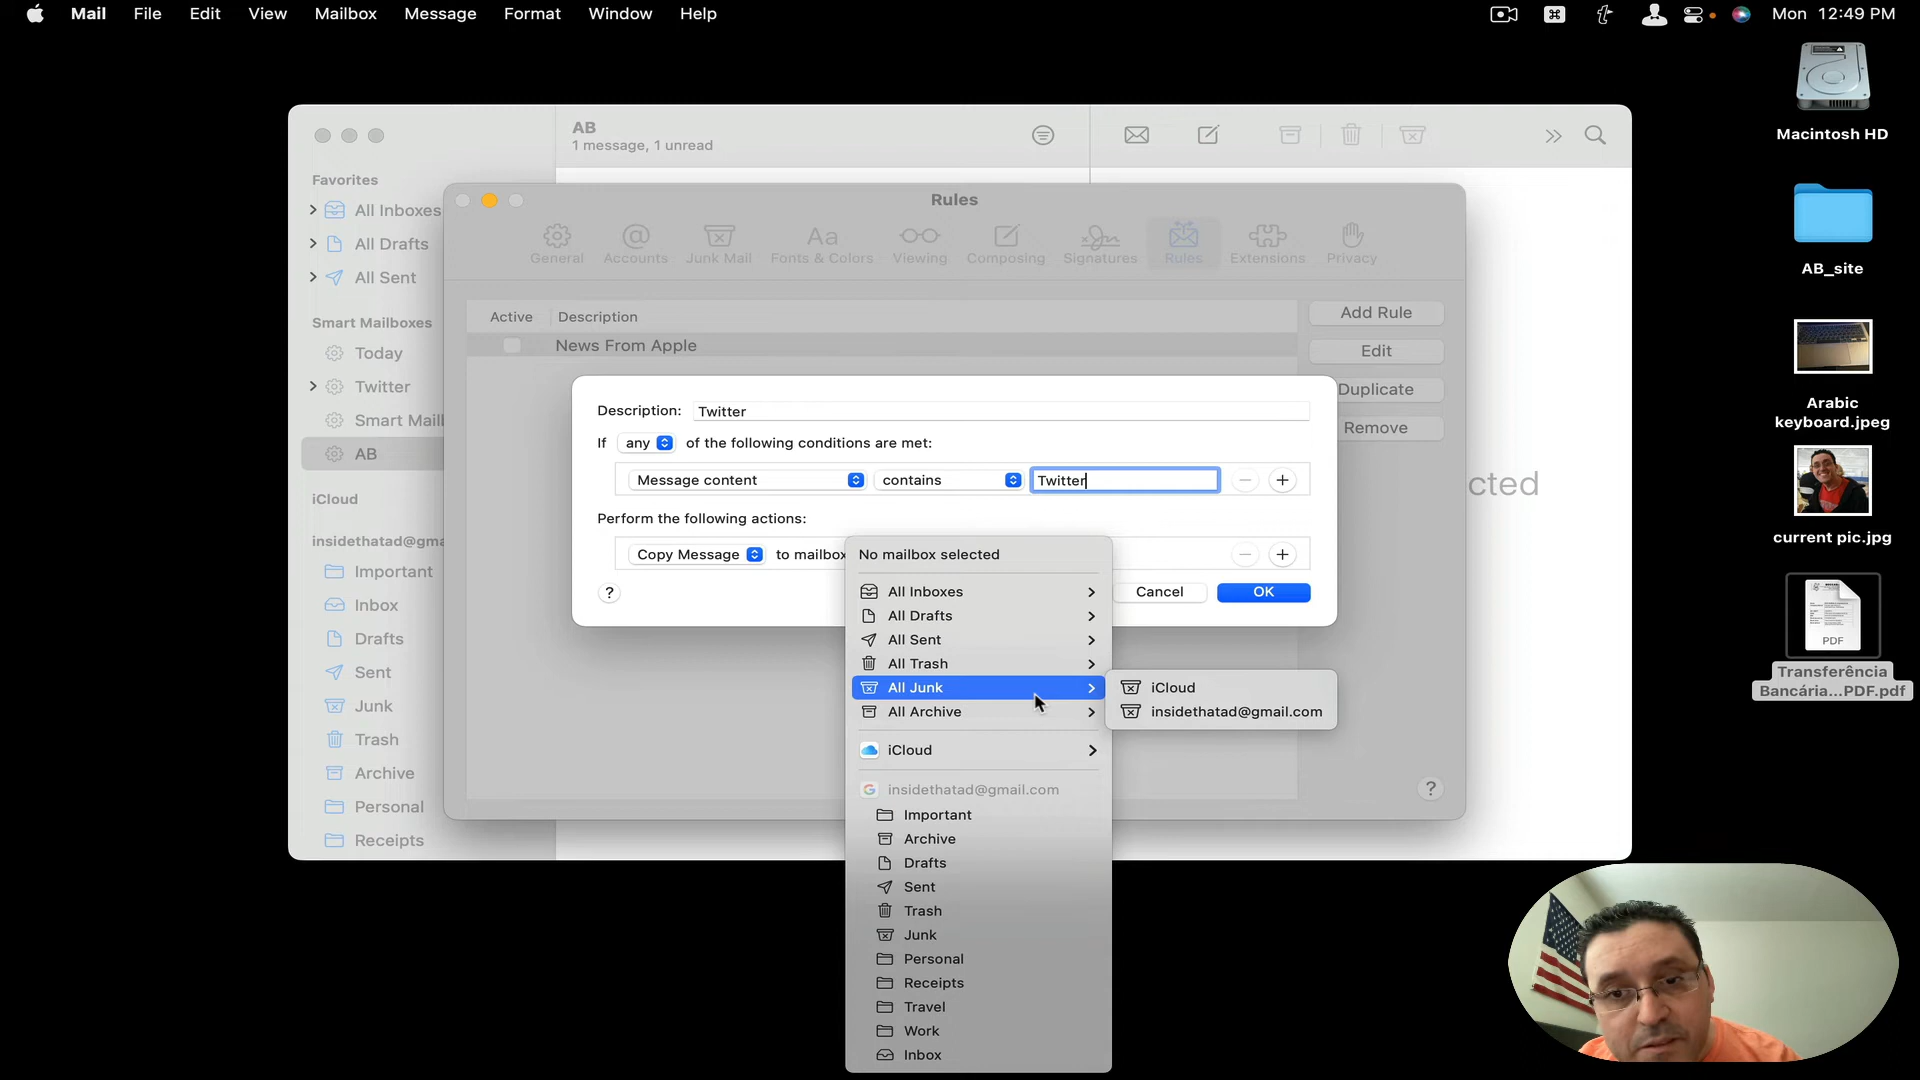 Mail File Edit View Mailbox Message Format Window Help Mon 12:49 PM
Macintosh HD
AB_site
Arabic
keyboard.jpeg
current pic.jpg
PDF
Transferência
Bancária...PDF.pdf
AB
1 message, 1 unread
Favorites
All Inboxes
All Drafts
All Sent
Smart Mailboxes
Today
Twitter
Smart Mail
AB
iCloud
insidethatad@gma
Important
Inbox
Drafts
Sent
Junk
Trash
Archive
Personal
Receipts
cted
Rules
General Accounts Junk Mail Fonts & Colors Viewing Composing Signatures Rules Extensions Privacy
Active Description
News From Apple
Add Rule
Edit
Duplicate
Remove
Description: Twitter
If any of the following conditions are met:
Message content contains Twitter
Perform the following actions:
Copy Message to mailbox
? Cancel OK
?
No mailbox selected
All Inboxes
All Drafts
All Sent
All Trash
All Junk
All Archive
iCloud
insidethatad@gmail.com
Important
Archive
Drafts
Sent
Trash
Junk
Personal
Receipts
Travel
Work
Inbox
iCloud
insidethatad@gmail.com